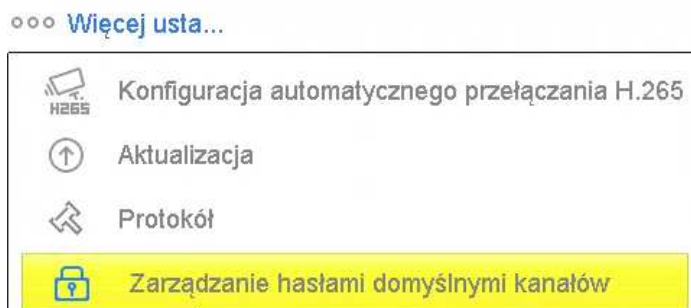 Więcej usta...
H265
Konfiguracja automatycznego przełączania H.265
Aktualizacja
Protokół
Zarządzanie hasłami domyślnymi kanałów